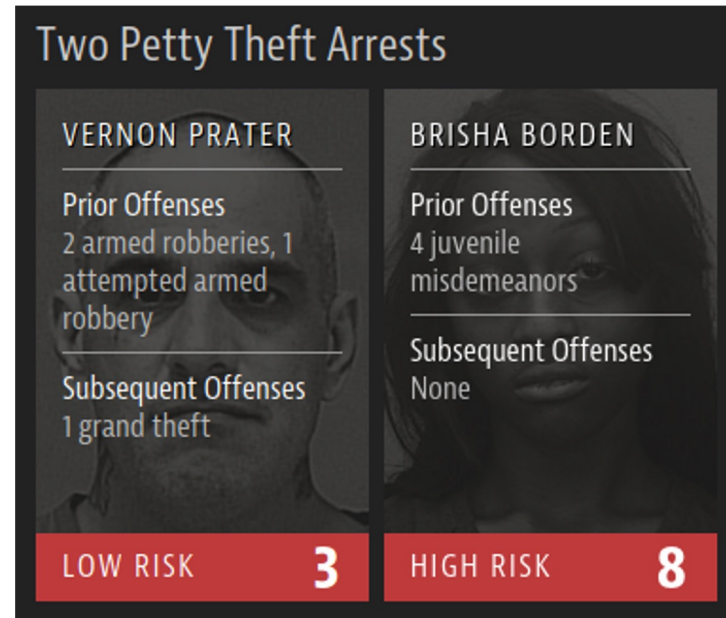 Two Petty Theft Arrests
VERNON PRATER
Prior Offenses
2 armed robberies, 1
attempted armed
robbery
Subsequent Offenses
1 grand theft
LOW RISK 3
BRISHA BORDEN
Prior Offenses
4 juvenile
misdemeanors
Subsequent Offenses
None
HIGH RISK 8